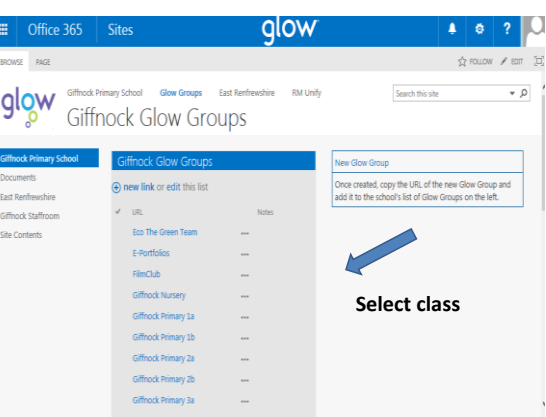 Office 365 Sites glow ?
BROWSE PAGE FOLLOW EDIT
glow
Giffnock Primary School Glow Groups East Renfrewshire RM Unify
Search this site
Giffnock Glow Groups
Giffnock Primary School
Documents
East Renfrewshire
Giffnock Staffroom
Site Contents
Giffnock Glow Groups
new link or edit this list
URL Notes
Eco The Green Team ...
E-Portfolios ...
FilmClub ...
Giffnock Nursery ...
Giffnock Primary 1a ...
Giffnock Primary 1b ...
Giffnock Primary 2a ...
Giffnock Primary 2b ...
Giffnock Primary 3a ...
New Glow Group
Once created, copy the URL of the new Glow Group and
add it to the school's list of Glow Groups on the left.
Select class